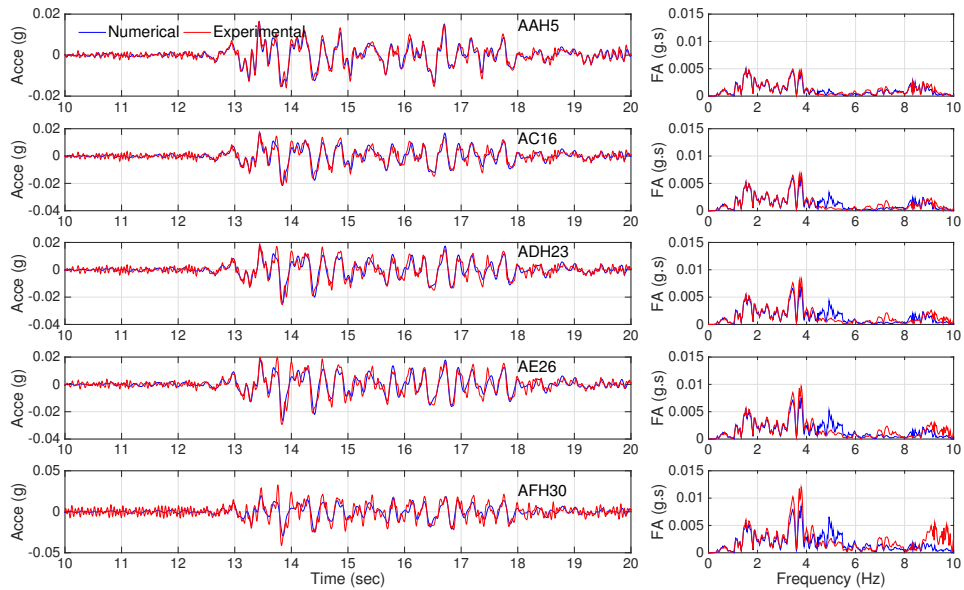 Acce (g)
0.02
0
-0.02
Numerical
Experimental
AAH5
10 11 12 13 14 15 16 17 18 19 20
FA (g.s)
0.015
0.01
0.005
0
0 2 4 6 8 10
Acce (g)
0.02
0
-0.02
-0.04
AC16
10 11 12 13 14 15 16 17 18 19 20
FA (g.s)
0.015
0.01
0.005
0
0 2 4 6 8 10
Acce (g)
0.02
0
-0.02
-0.04
ADH23
10 11 12 13 14 15 16 17 18 19 20
FA (g.s)
0.015
0.01
0.005
0
0 2 4 6 8 10
Acce (g)
0.02
0
-0.02
-0.04
AE26
10 11 12 13 14 15 16 17 18 19 20
FA (g.s)
0.015
0.01
0.005
0
0 2 4 6 8 10
Acce (g)
0.05
0
-0.05
AFH30
10 11 12 13 14 15 16 17 18 19 20
Time (sec)
FA (g.s)
0.015
0.01
0.005
0
0 2 4 6 8 10
Frequency (Hz)